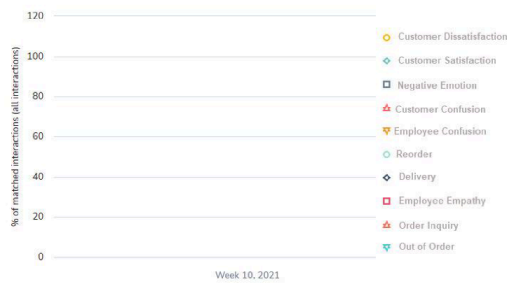 % of matched interactions (all interactions)
120
100
80
60
40
20
0
Week 10, 2021
Customer Dissatisfaction
Customer Satisfaction
Negative Emotion
Customer Confusion
Employee Confusion
Reorder
Delivery
Employee Empathy
Order Inquiry
Out of Order